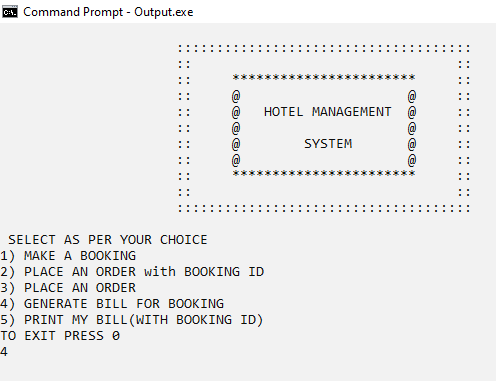 Command Prompt - Output.exe
:::::::::::::::::::::::::::::::::::::
:: ::
:: *********************** ::
:: @ @ ::
:: @ HOTEL MANAGEMENT @ ::
:: @ @ ::
:: @ SYSTEM @ ::
:: @ @ ::
:: *********************** ::
:: ::
:::::::::::::::::::::::::::::::::::::
SELECT AS PER YOUR CHOICE
1) MAKE A BOOKING
2) PLACE AN ORDER with BOOKING ID
3) PLACE AN ORDER
4) GENERATE BILL FOR BOOKING
5) PRINT MY BILL(WITH BOOKING ID)
TO EXIT PRESS 0
4